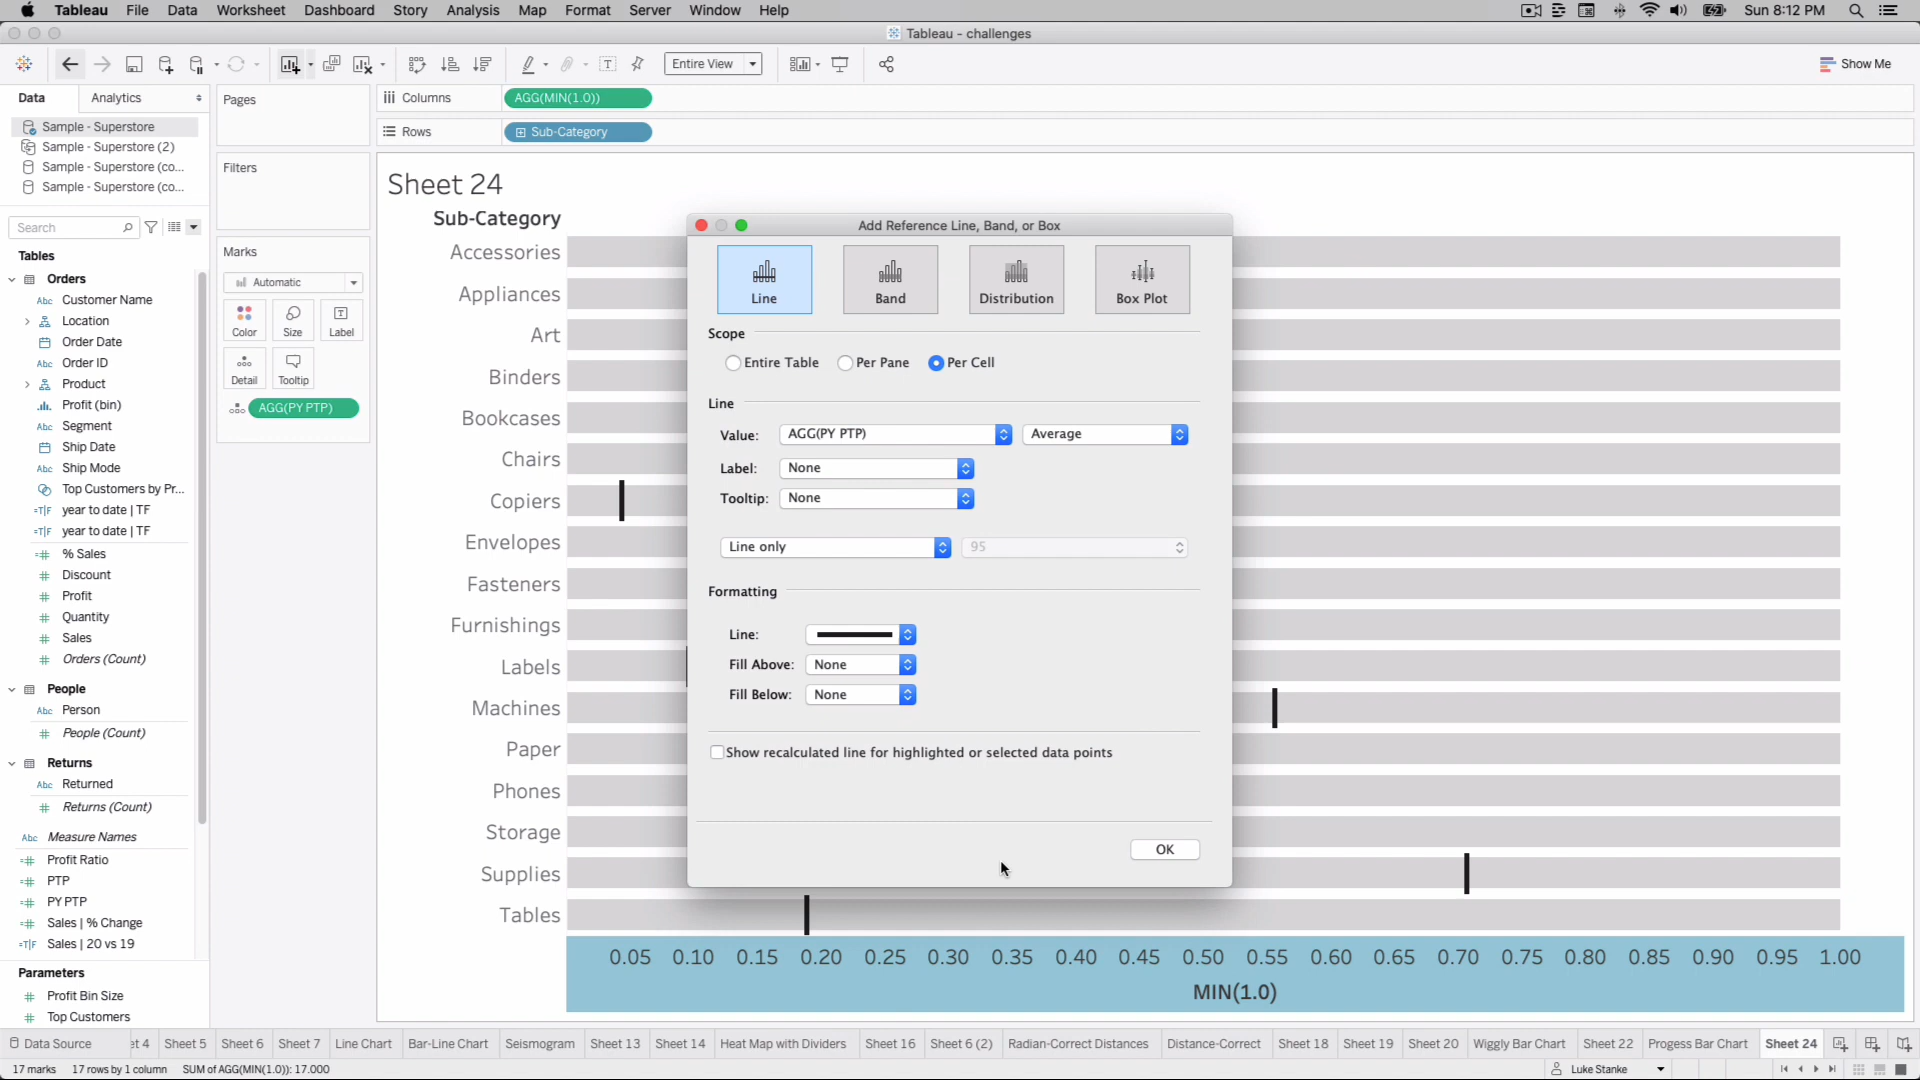 Tableau File Data Worksheet Dashboard Story Analysis Map Format Server Window Help Sun 8:12 PM
Tableau - challenges
Entire View Show Me
Data Analytics Pages Columns AGG(MIN(1.0))
Sample - Superstore
Rows Sub-Category
Sample - Superstore (2)
Sample - Superstore (co...
Filters
Sample - Superstore (co...
Sheet 24
Search
Sub-Category
Add Reference Line, Band, or Box
Tables
Marks
Accessories
Orders
Automatic
Customer Name
Location
Order Date
Order ID
Product
Profit (bin)
Segment
Ship Date
Ship Mode
Top Customers by Pr...
year to date | TF
year to date | TF
% Sales
Discount
Profit
Quantity
Sales
Orders (Count)
People
Person
People (Count)
Returns
Returned
Returns (Count)
Measure Names
Profit Ratio
PTP
PY PTP
Sales | % Change
Sales | 20 vs 19
Parameters
Profit Bin Size
Top Customers
Color Size Label
Detail Tooltip
AGG(PY PTP)
Appliances
Art
Binders
Bookcases
Chairs
Copiers
Envelopes
Fasteners
Furnishings
Labels
Machines
Paper
Phones
Storage
Supplies
Tables
Line Band Distribution Box Plot
Scope
Entire Table Per Pane Per Cell
Line
Value: AGG(PY PTP) Average
Label: None
Tooltip: None
Line only 95
Formatting
Line:
Fill Above: None
Fill Below: None
Show recalculated line for highlighted or selected data points
OK
0.05 0.10 0.15 0.20 0.25 0.30 0.35 0.40 0.45 0.50 0.55 0.60 0.65 0.70 0.75 0.80 0.85 0.90 0.95 1.00
MIN(1.0)
Data Source et 4 Sheet 5 Sheet 6 Sheet 7 Line Chart Bar-Line Chart Seismogram Sheet 13 Sheet 14 Heat Map with Dividers Sheet 16 Sheet 6 (2) Radian-Correct Distances Distance-Correct Sheet 18 Sheet 19 Sheet 20 Wiggly Bar Chart Sheet 22 Progess Bar Chart Sheet 24
17 marks 17 rows by 1 column SUM of AGG(MIN(1.0)): 17.000 Luke Stanke